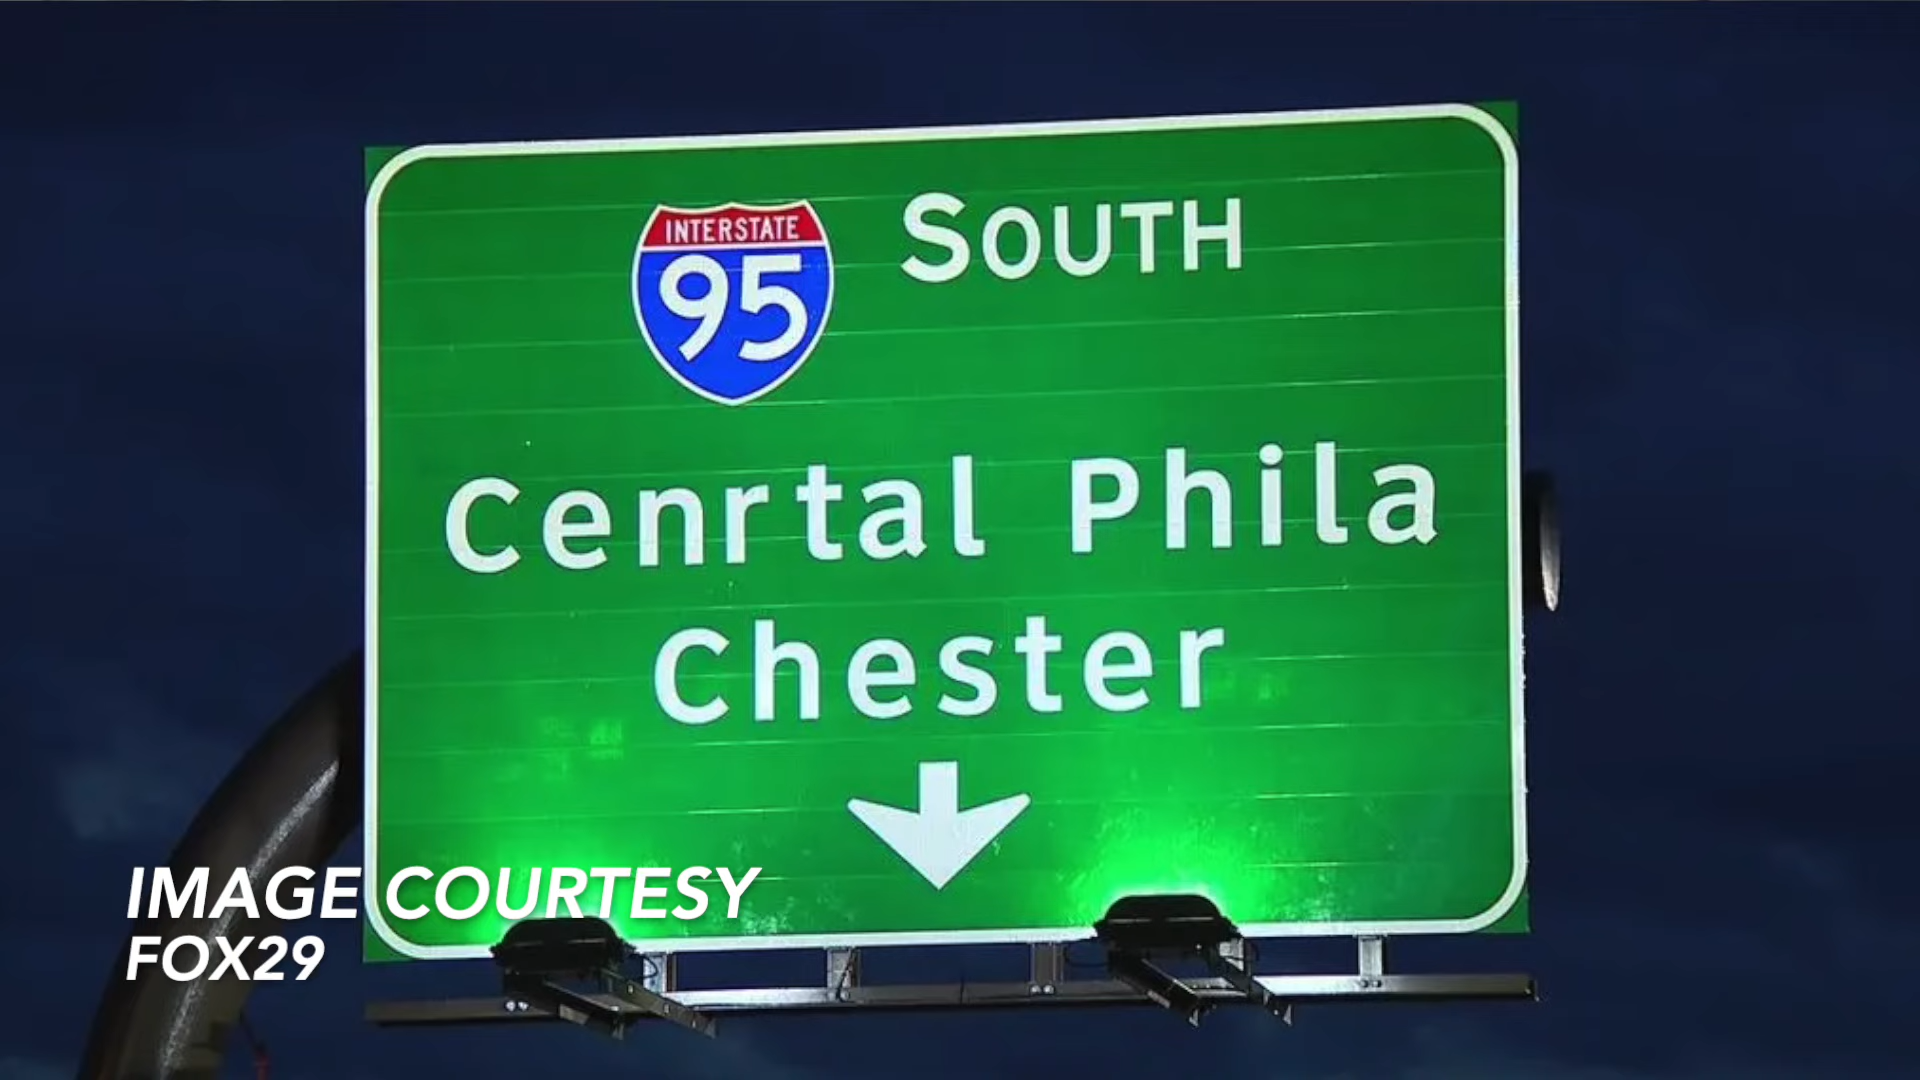 INTERSTATE
95 SOUTH
Cenrtal Phila
Chester
IMAGE COURTESY
FOX29